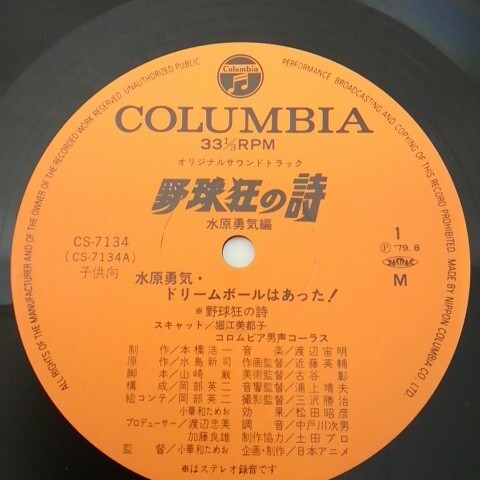 ALL RIGHTS OF THE MANUFACTURER AND OF THE OWNER OF THE RECORDED WORK RESERVED UNAUTHORIZED PUBLIC PERFORMANCE BROADCASTING AND COPYING OF THIS RECORD PROHIBITED MADE BY NIPPON COLUMBIA CO. LTD.
Columbia
COLUMBIA
33⅓RPM
オリジナルサウンドトラック
野球狂の詩
水原勇気編
CS-7134
(CS-7134A)
子供向
1
Ⓟ '79. 8
M
水原勇気・
ドリームボールはあった!
※野球狂の詩
スキャット/堀江美都子
コロムビア男声コーラス
制 作/本橋浩一 音 楽/渡辺宙明
原 作/水島新司 作画監督/近藤英輔
脚 本/山崎 巌 美術監督/古谷 彰
構 成/岡部英二 音響監督/浦上靖夫
絵コンテ/岡部英二 撮影監督/三沢勝治
小華和ためお 効 果/松田昭彦
プロデューサー/渡辺忠美 調 音/中戸川次男
加藤良雄 制作協力/土田プロ
監 督/小華和ためお 企画・制作/日本アニメ
※はステレオ録音です